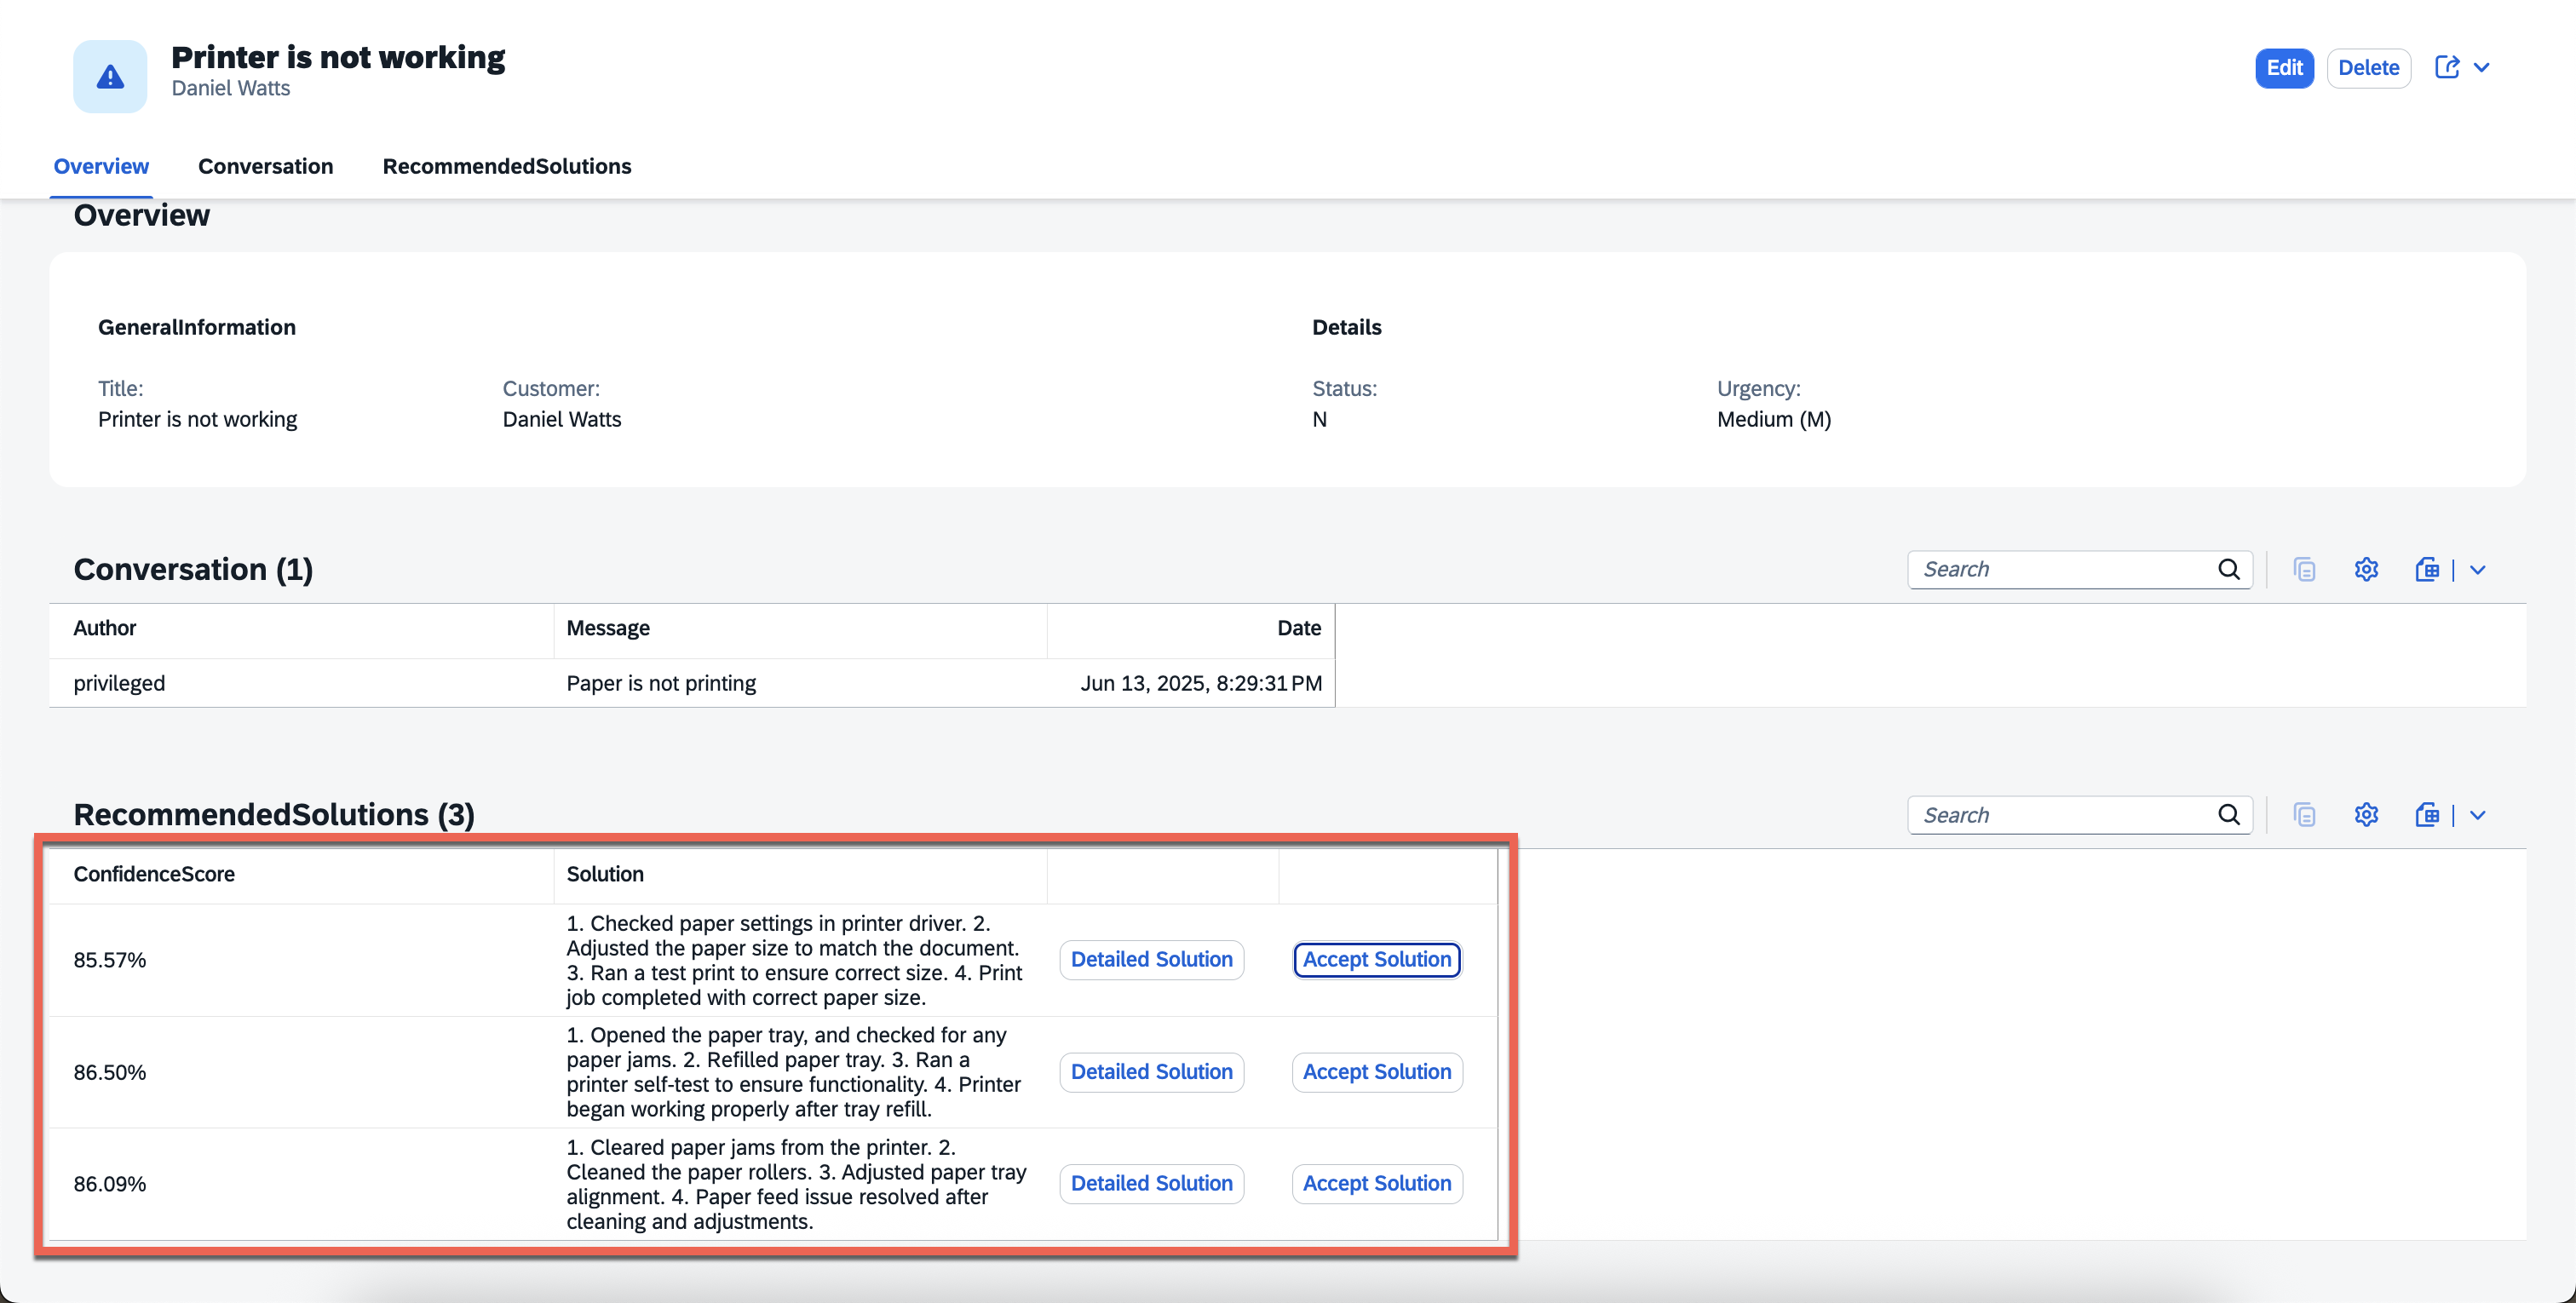 Printer is not working
Daniel Watts
Edit
Delete
Overview
Conversation
RecommendedSolutions
Overview
GeneralInformation
Details
Title:
Customer:
Status:
Urgency:
Printer is not working
Daniel Watts
N
Medium (M)
Conversation (1)
Search
Author
Message
Date
privileged
Paper is not printing
Jun 13, 2025, 8:29:31 PM
RecommendedSolutions (3)
Search
ConfidenceScore
Solution
85.57%
1. Checked paper settings in printer driver. 2.
Adjusted the paper size to match the document.
3. Ran a test print to ensure correct size. 4. Print
job completed with correct paper size.
Detailed Solution
Accept Solution
86.50%
1. Opened the paper tray, and checked for any
paper jams. 2. Refilled paper tray. 3. Ran a
printer self-test to ensure functionality. 4. Printer
began working properly after tray refill.
Detailed Solution
Accept Solution
86.09%
1. Cleared paper jams from the printer. 2.
Cleaned the paper rollers. 3. Adjusted paper tray
alignment. 4. Paper feed issue resolved after
cleaning and adjustments.
Detailed Solution
Accept Solution